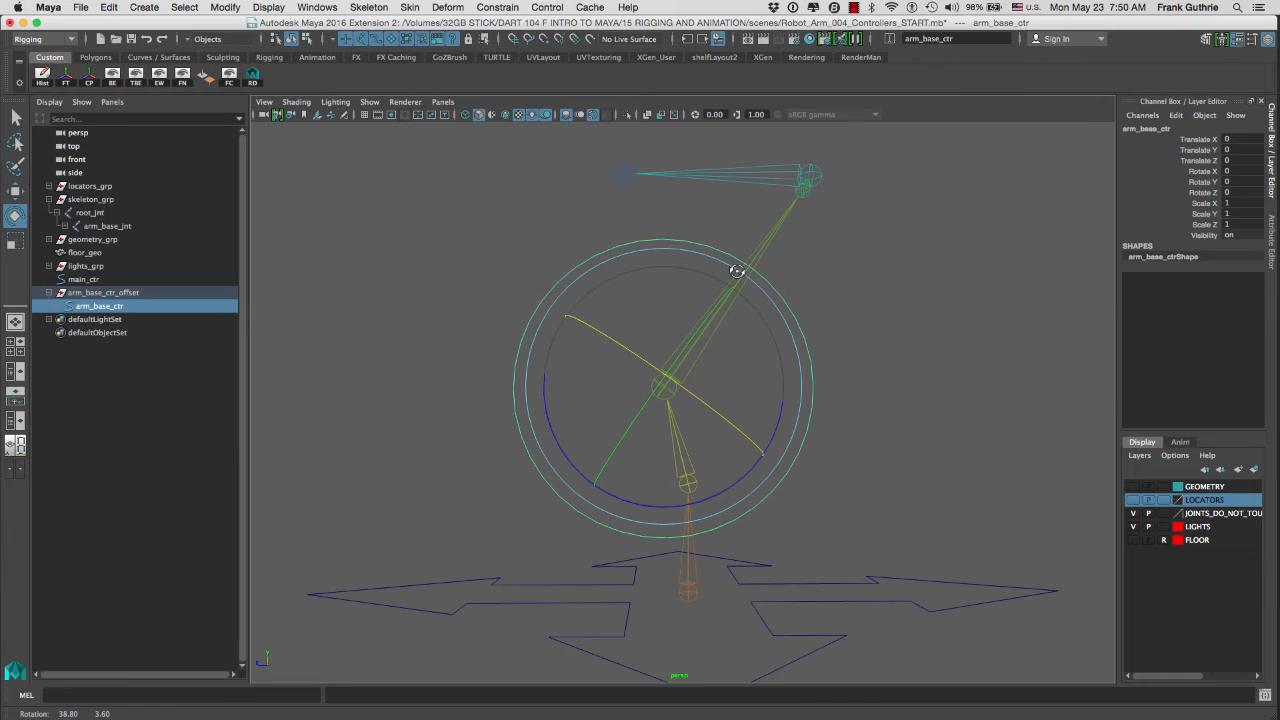 Maya File Edit Create Select Modify Display Windows Skeleton Skin Deform Constrain Control Cache Help 98% U.S. Mon May 23 7:50 AM Frank Guthrie
Autodesk Maya 2016 Extension 2: /Volumes/32GB STICK/DART 104 F INTRO TO MAYA/15 RIGGING AND ANIMATION/scenes/Robot_Arm_004_Controllers_START.mb* --- arm_base_ctr
Rigging Objects No Live Surface arm_base_ctr Sign In
Custom Polygons Curves / Surfaces Sculpting Rigging Animation FX FX Caching GoZBrush TURTLE UVLayout UVTexturing XGen_User shelfLayout2 XGen Rendering RenderMan
Hist FT CP BE TBE EW FN FC RD
Display Show Panels View Shading Lighting Show Renderer Panels Channel Box / Layer Editor
Search... 0.00 1.00 sRGB gamma Channels Edit Object Show
persp
top
front
side
locators_grp
skeleton_grp
root_jnt
arm_base_jnt
geometry_grp
floor_geo
lights_grp
main_ctr
arm_base_ctr_offset
arm_base_ctr
defaultLightSet
defaultObjectSet
persp
arm_base_ctr
Translate X 0
Translate Y 0
Translate Z 0
Rotate X 0
Rotate Y 0
Rotate Z 0
Scale X 1
Scale Y 1
Scale Z 1
Visibility on
SHAPES
arm_base_ctrShape
Channel Box / Layer Editor
Attribute Editor
Display Anim
Layers Options Help
P GEOMETRY
P LOCATORS
V P JOINTS_DO_NOT_TOU
V P LIGHTS
R FLOOR
MEL
Rotation: 38.80 3.60